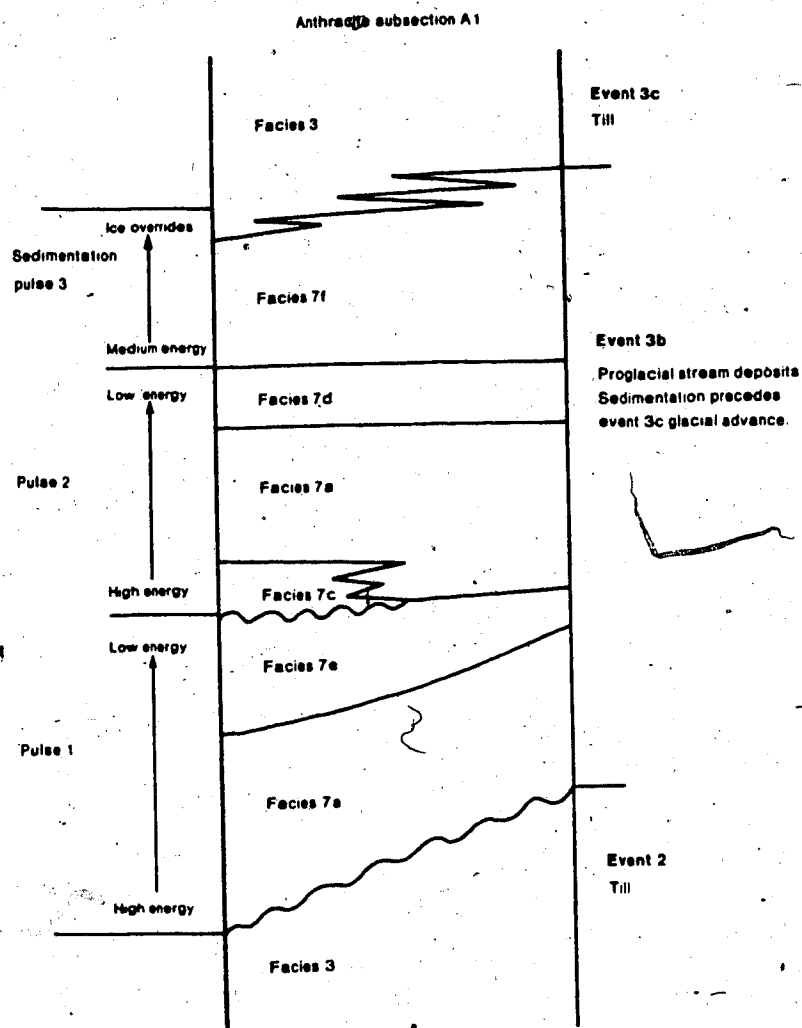 Anthracite subsection A1
Event 3c
Till
Facies 3
Ice overrides
Sedimentation
pulse 3
Facies 7f
Medium energy
Event 3b
Proglacial stream deposits
Sedimentation precedes
event 3c glacial advance.
Low energy
Facies 7d
Pulse 2
Facies 7a
High energy
Facies 7c
Low energy
Facies 7e
Pulse 1
Facies 7a
Event 2
Till
High energy
Facies 3